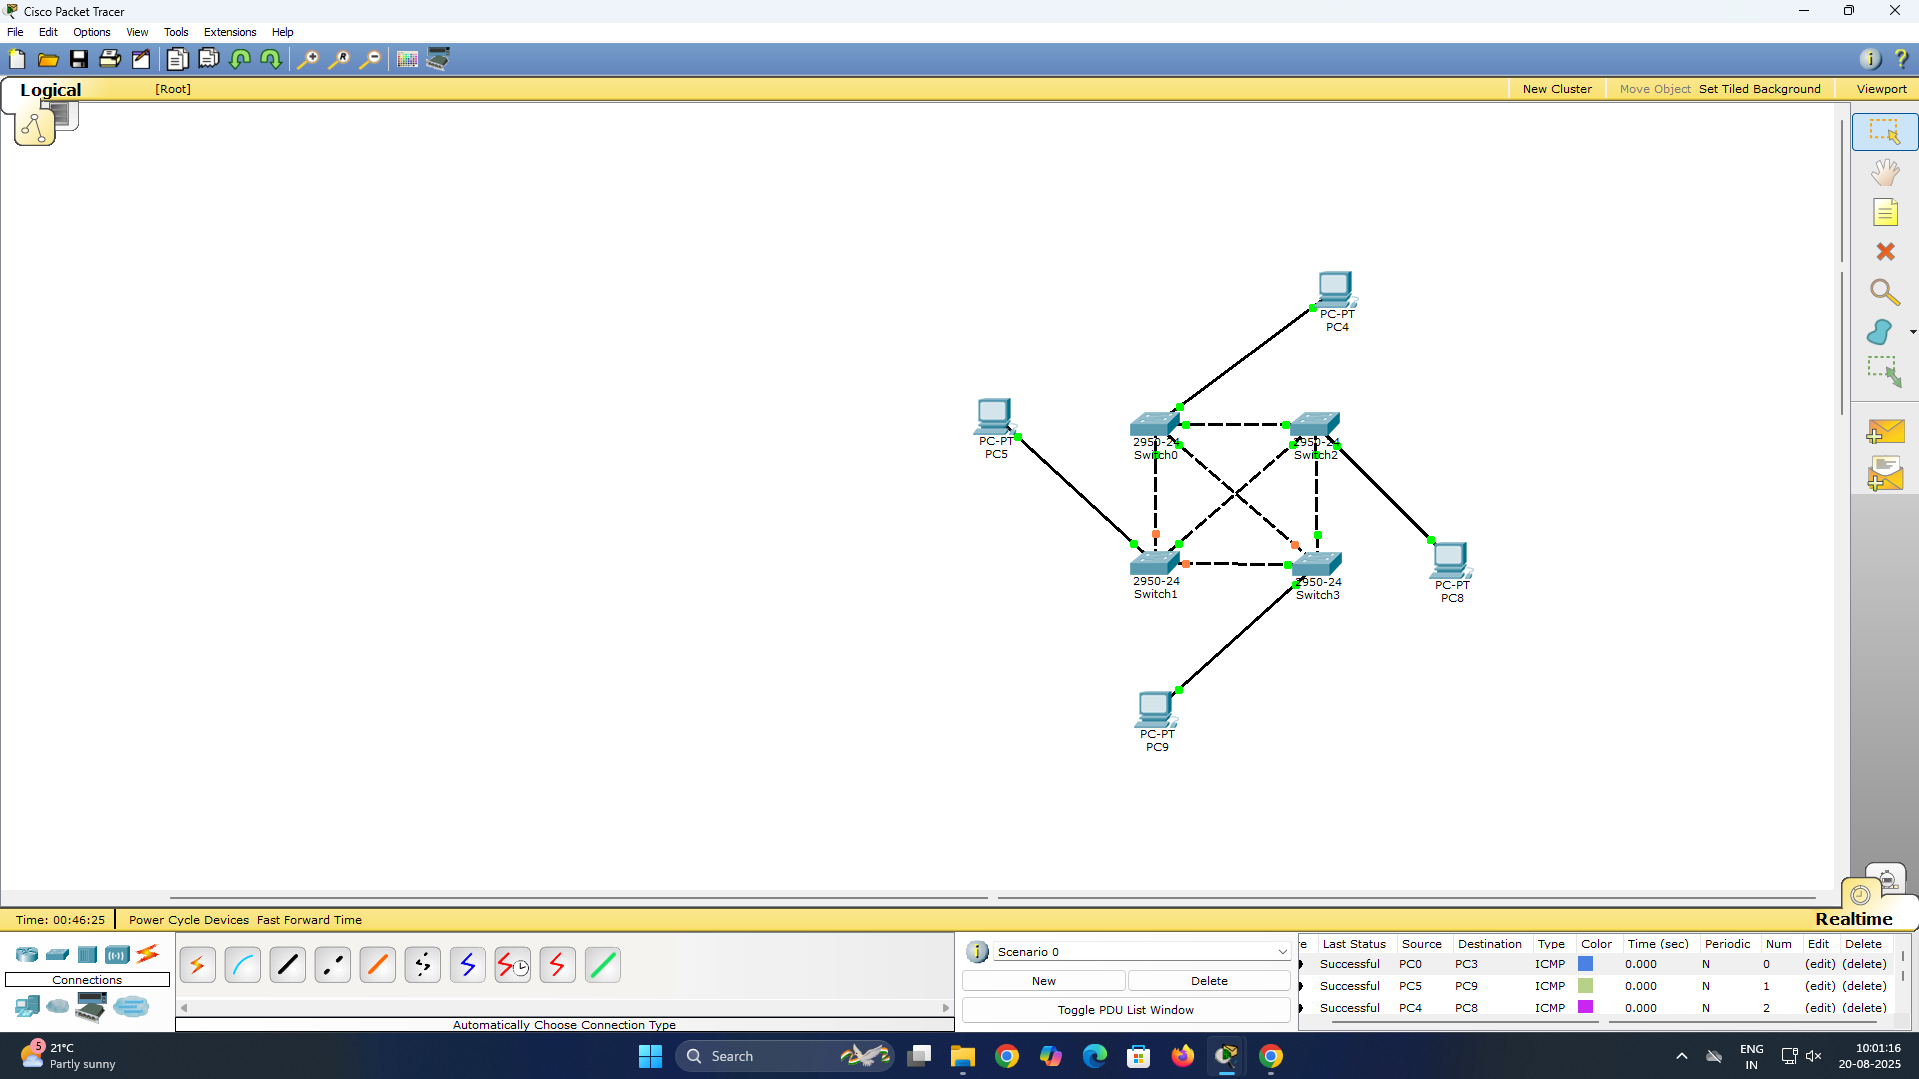 Cisco Packet Tracer
File Edit Options View Tools Extensions Help
Logical [Root] New Cluster Move Object Set Tiled Background Viewport
PC-PT
PC4
PC-PT
PC5
2950-24
Switch0
2950-24
Switch2
2950-24
Switch1
2950-24
Switch3
PC-PT
PC8
PC-PT
PC9
Time: 00:46:25 Power Cycle Devices Fast Forward Time
Realtime
Connections
Automatically Choose Connection Type
Scenario 0
New Delete
Toggle PDU List Window
re Last Status Source Destination Type Color Time (sec) Periodic Num Edit Delete
Successful PC0 PC3 ICMP 0.000 N 0 (edit) (delete)
Successful PC5 PC9 ICMP 0.000 N 1 (edit) (delete)
Successful PC4 PC8 ICMP 0.000 N 2 (edit) (delete)
5
21°C
Partly sunny
Search
ENG
IN
10:01:16
20-08-2025